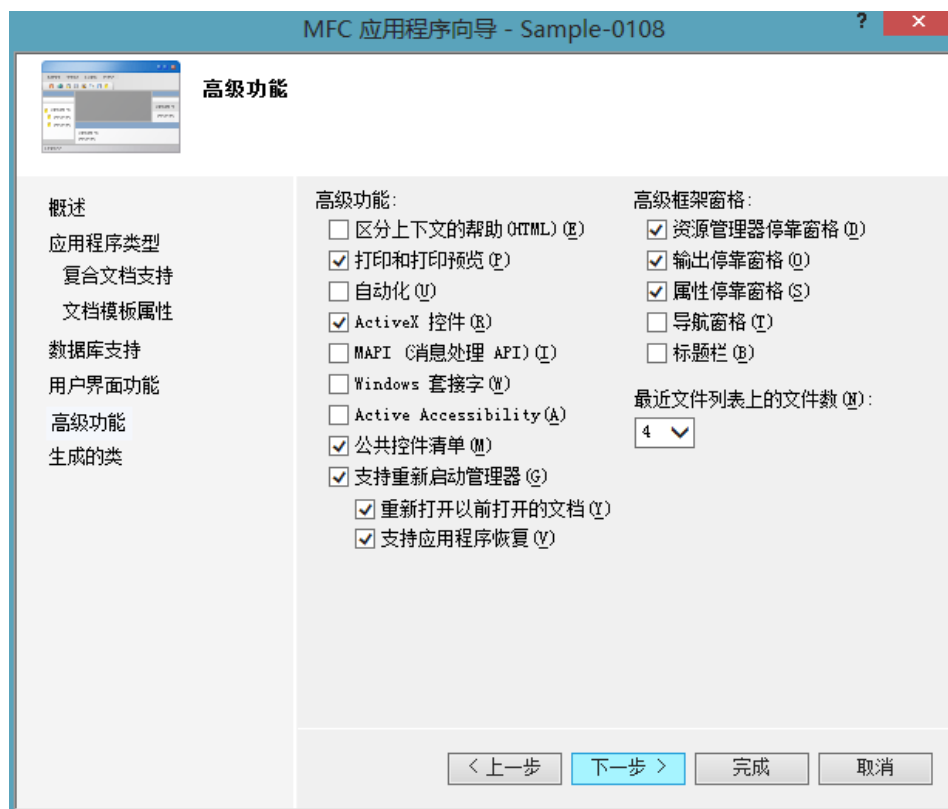 MFC 应用程序向导 - Sample-0108
?
高级功能
概述
应用程序类型
复合文档支持
文档模板属性
数据库支持
用户界面功能
高级功能
生成的类
高级功能:
区分上下文的帮助(HTML)(E)
打印和打印预览(P)
自动化(U)
ActiveX 控件(R)
MAPI (消息处理 API)(I)
Windows 套接字(W)
Active Accessibility(A)
公共控件清单(M)
支持重新启动管理器(G)
重新打开以前打开的文档(Y)
支持应用程序恢复(V)
高级框架窗格:
资源管理器停靠窗格(D)
输出停靠窗格(O)
属性停靠窗格(S)
导航窗格(T)
标题栏(B)
最近文件列表上的文件数(N):
4
< 上一步
下一步 >
完成
取消